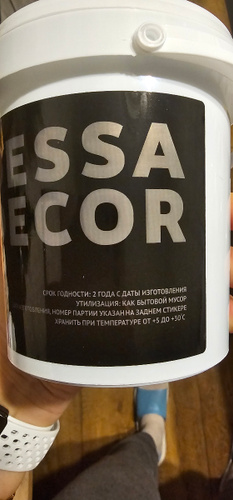 ESSA
ECOR
СРОК ГОДНОСТИ: 2 ГОДА С ДАТЫ ИЗГОТОВЛЕНИЯ
УТИЛИЗАЦИЯ: КАК БЫТОВОЙ МУСОР
НОМЕР ПАРТИИ УКАЗАН НА ЗАДНЕМ СТИКЕРЕ
ХРАНИТЬ ПРИ ТЕМПЕРАТУРЕ ОТ +5 ДО +30°С